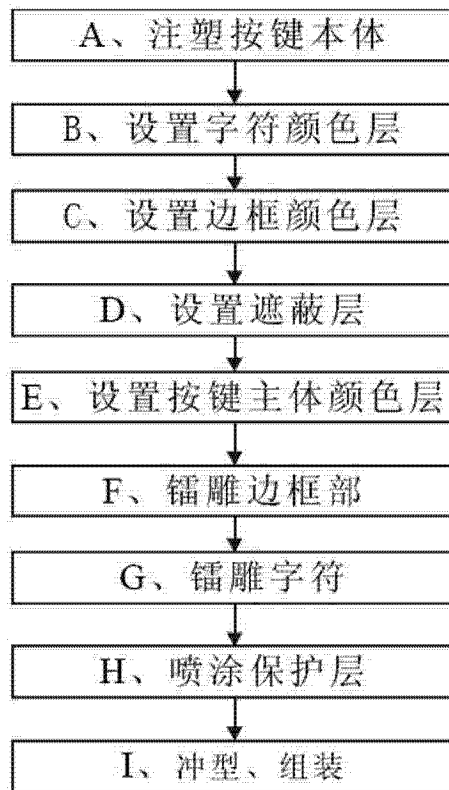 A、注塑按键本体
B、设置字符颜色层
C、设置边框颜色层
D、设置遮蔽层
E、设置按键主体颜色层
F、镭雕边框部
G、镭雕字符
H、喷涂保护层
I、冲型、组装